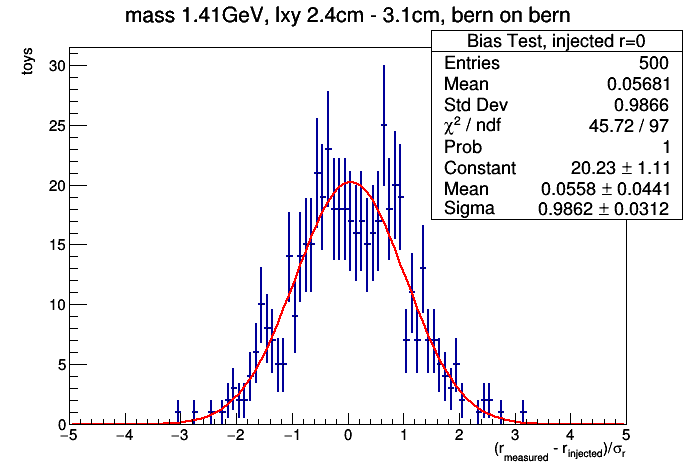 mass 1.41GeV, lxy 2.4cm - 3.1cm, bern on bern
Bias Test, injected r=0
Entries 500
Mean 0.05681
Std Dev 0.9866
χ² / ndf 45.72 / 97
Prob 1
Constant 20.23 ± 1.11
Mean 0.0558 ± 0.0441
Sigma 0.9862 ± 0.0312
toys
30
25
20
15
10
5
0
−5 −4 −3 −2 −1 0 1 2 3 4 5
(r_measured - r_injected)/σ_r